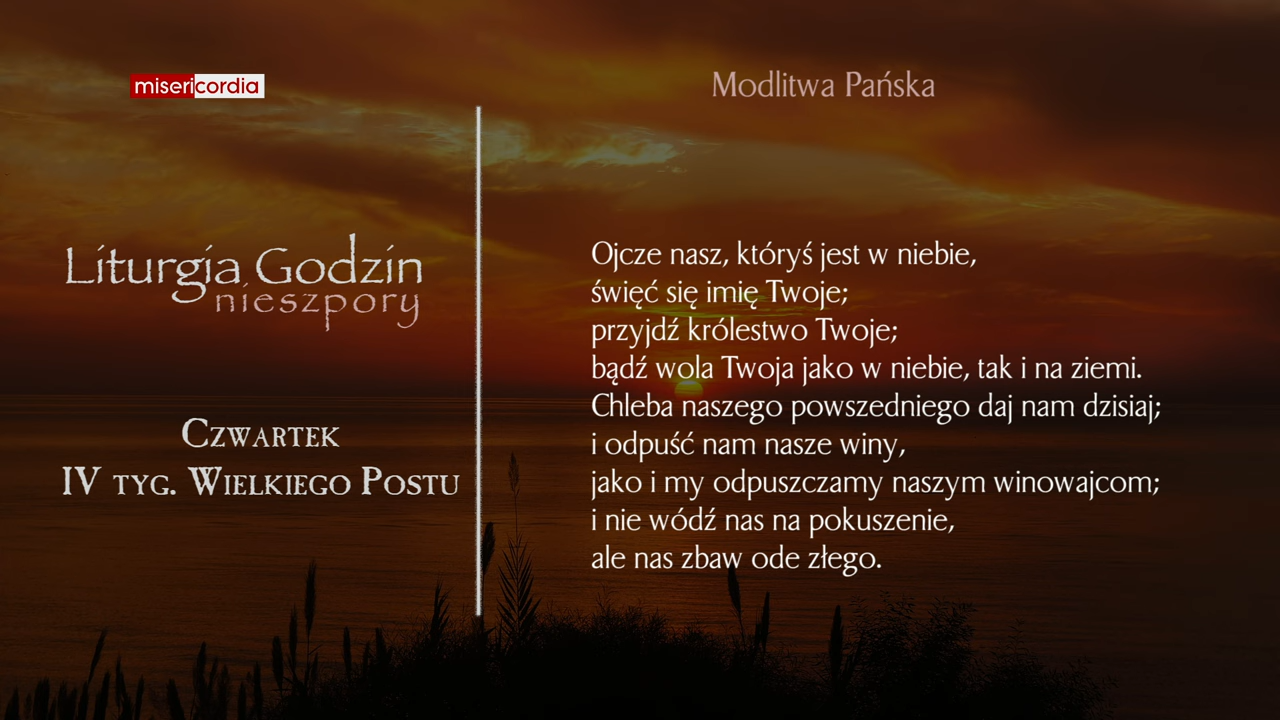 misericordia
Liturgia Godzin
nieszpory
Czwartek
IV tyg. Wielkiego Postu
Modlitwa Pańska
Ojcze nasz, któryś jest w niebie,
święć się imię Twoje;
przyjdź królestwo Twoje;
bądź wola Twoja jako w niebie, tak i na ziemi.
Chleba naszego powszedniego daj nam dzisiaj;
i odpuść nam nasze winy,
jako i my odpuszczamy naszym winowajcom;
i nie wódź nas na pokuszenie,
ale nas zbaw ode złego.